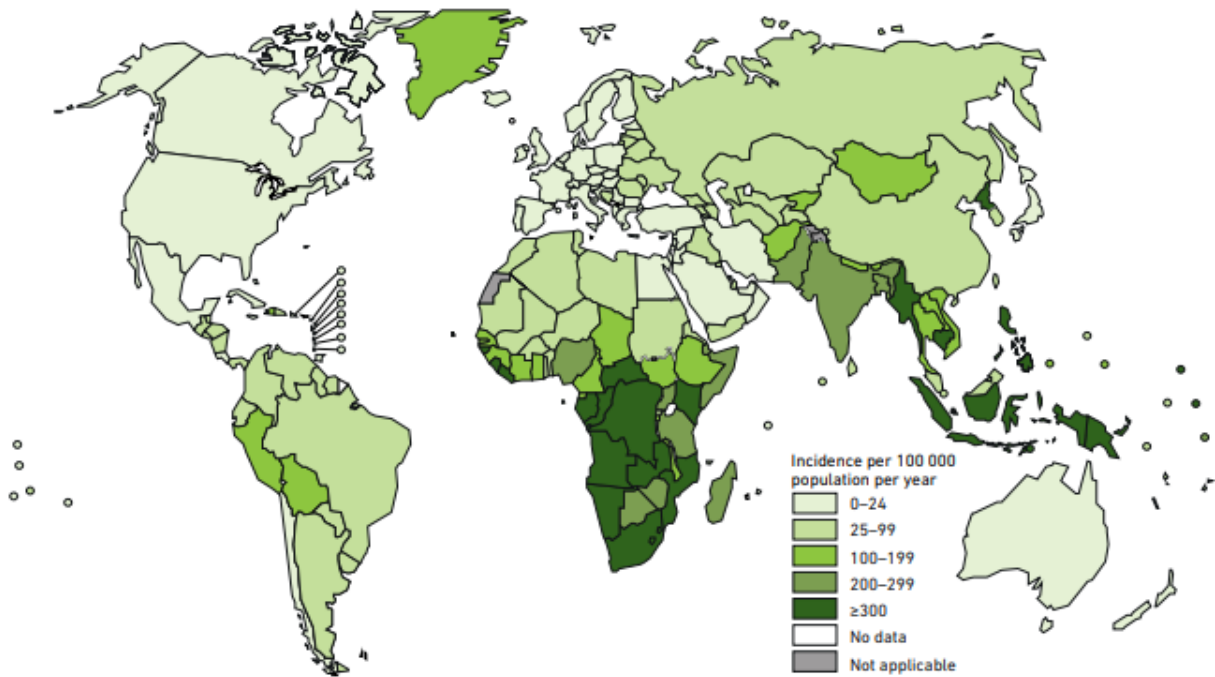 Incidence per 100 000
population per year
0–24
25–99
100–199
200–299
≥300
No data
Not applicable